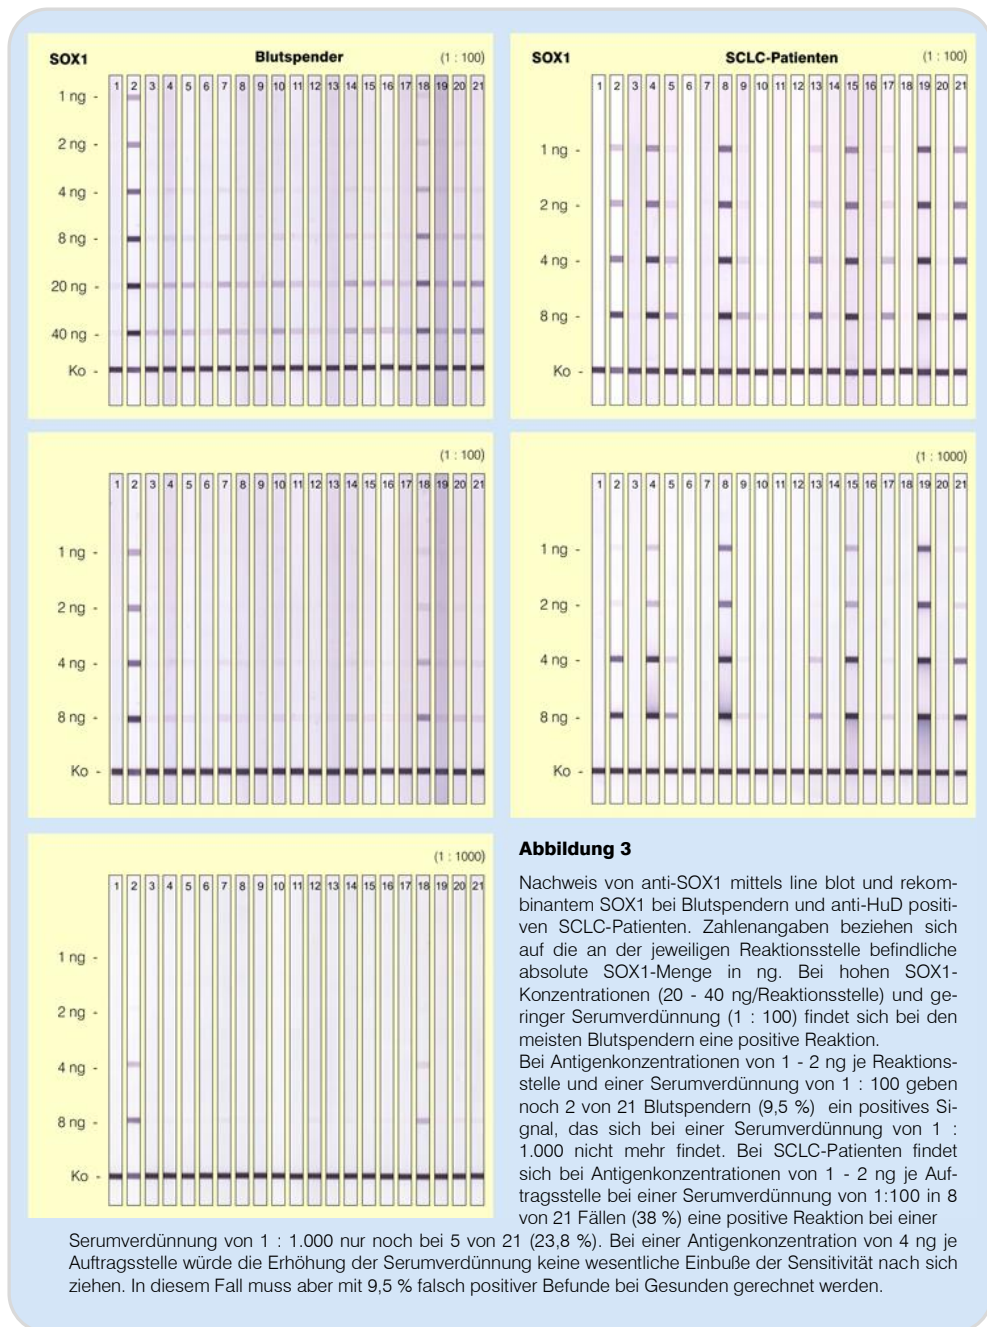 SOX1 Blutspender (1 : 100)
1 2 3 4 5 6 7 8 9 10 11 12 13 14 15 16 17 18 19 20 21
1 ng -
2 ng -
4 ng -
8 ng -
20 ng -
40 ng -
Ko -
SOX1 SCLC-Patienten (1 : 100)
1 2 3 4 5 6 7 8 9 10 11 12 13 14 15 16 17 18 19 20 21
1 ng -
2 ng -
4 ng -
8 ng -
Ko -
(1 : 100)
1 2 3 4 5 6 7 8 9 10 11 12 13 14 15 16 17 18 19 20 21
1 ng -
2 ng -
4 ng -
8 ng -
Ko -
(1 : 1000)
1 2 3 4 5 6 7 8 9 10 11 12 13 14 15 16 17 18 19 20 21
1 ng -
2 ng -
4 ng -
8 ng -
Ko -
(1 : 1000)
1 2 3 4 5 6 7 8 9 10 11 12 13 14 15 16 17 18 19 20 21
1 ng -
2 ng -
4 ng -
8 ng -
Ko -
Abbildung 3
Nachweis von anti-SOX1 mittels line blot und rekom-
binantem SOX1 bei Blutspendern und anti-HuD positi-
ven SCLC-Patienten. Zahlenangaben beziehen sich
auf die an der jeweiligen Reaktionsstelle befindliche
absolute SOX1-Menge in ng. Bei hohen SOX1-
Konzentrationen (20 - 40 ng/Reaktionsstelle) und ge-
ringer Serumverdünnung (1 : 100) findet sich bei den
meisten Blutspendern eine positive Reaktion.
Bei Antigenkonzentrationen von 1 - 2 ng je Reaktions-
stelle und einer Serumverdünnung von 1 : 100 geben
noch 2 von 21 Blutspendern (9,5 %) ein positives Si-
gnal, das sich bei einer Serumverdünnung von 1 :
1.000 nicht mehr findet. Bei SCLC-Patienten findet
sich bei Antigenkonzentrationen von 1 - 2 ng je Auf-
tragsstelle bei einer Serumverdünnung von 1:100 in 8
von 21 Fällen (38 %) eine positive Reaktion bei einer
Serumverdünnung von 1 : 1.000 nur noch bei 5 von 21 (23,8 %). Bei einer Antigenkonzentration von 4 ng je
Auftragsstelle würde die Erhöhung der Serumverdünnung keine wesentliche Einbuße der Sensitivität nach sich
ziehen. In diesem Fall muss aber mit 9,5 % falsch positiver Befunde bei Gesunden gerechnet werden.